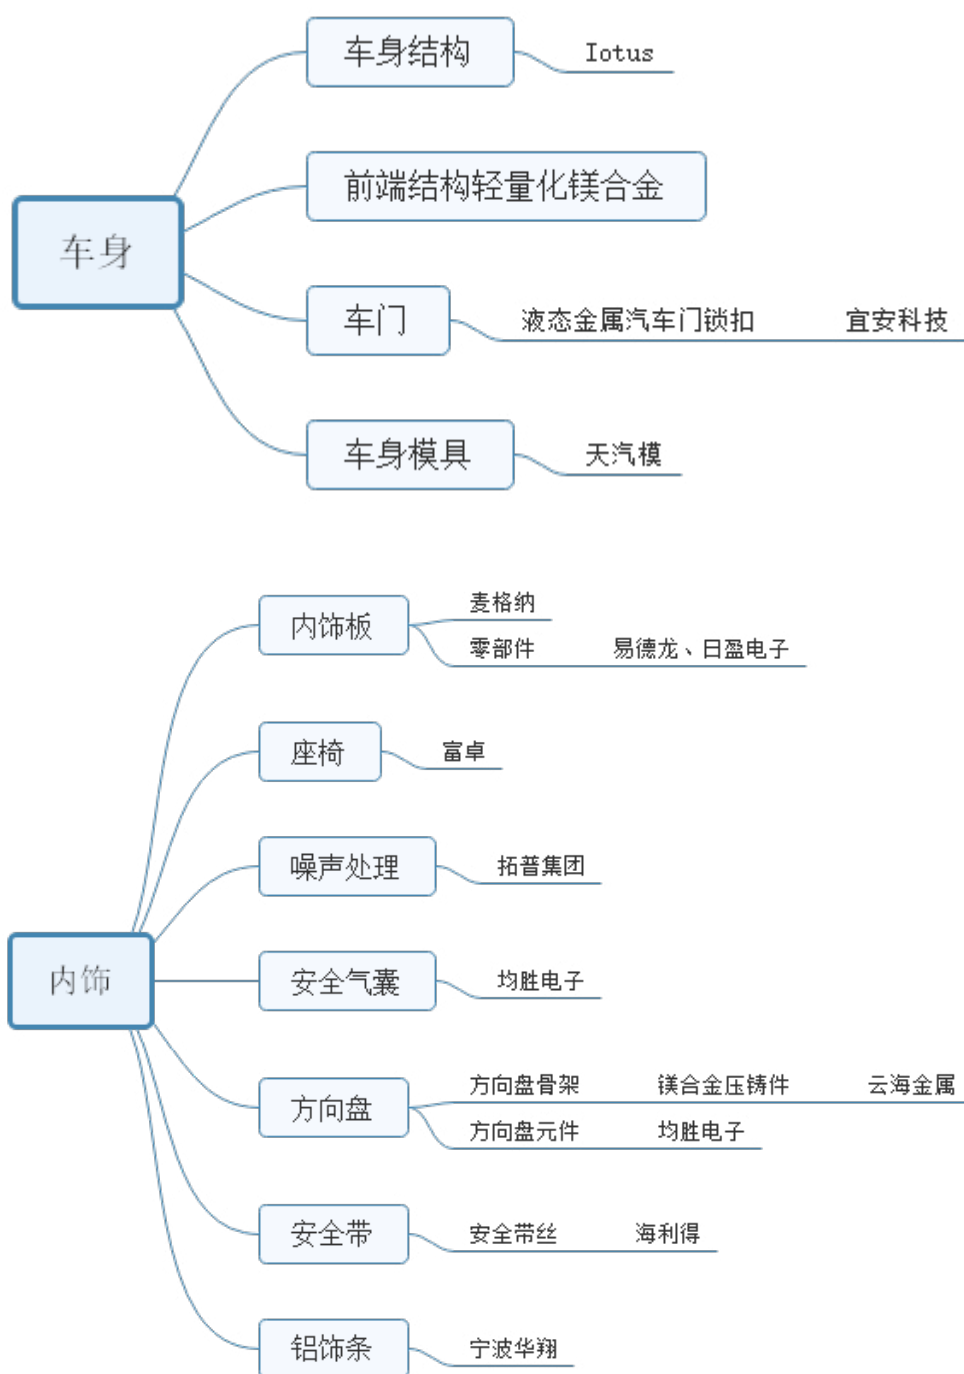 车身
车身结构
Iotus
前端结构轻量化镁合金
车门
液态金属汽车门锁扣
宜安科技
车身模具
天汽模
内饰
内饰板
麦格纳
零部件
易德龙、日盈电子
座椅
富卓
噪声处理
拓普集团
安全气囊
均胜电子
方向盘
方向盘骨架
镁合金压铸件
云海金属
方向盘元件
均胜电子
安全带
安全带丝
海利得
铝饰条
宁波华翔